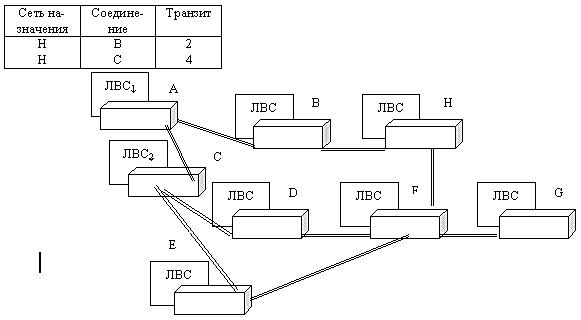 Сеть на- Соедине- Транзит
значения ние
H B 2
H C 4
ЛВС1 A
ЛВС B
ЛВС H
ЛВС2 C
ЛВС D
ЛВС F
ЛВС G
E
ЛВС